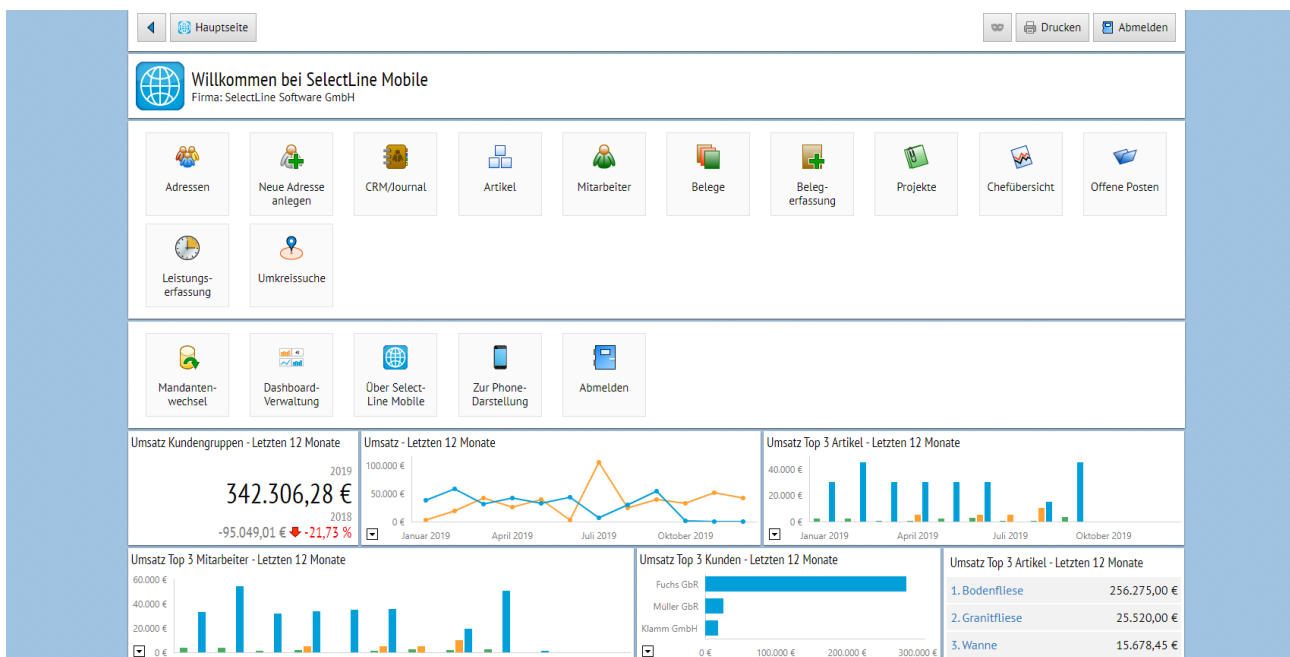 Hauptseite
Drucken
Abmelden
Willkommen bei SelectLine Mobile
Firma: SelectLine Software GmbH
Adressen
Neue Adresse
anlegen
CRM/Journal
Artikel
Mitarbeiter
Belege
Beleg-
erfassung
Projekte
Chefübersicht
Offene Posten
Leistungs-
erfassung
Umkreissuche
Mandanten-
wechsel
Dashboard-
Verwaltung
Über Select-
Line Mobile
Zur Phone-
Darstellung
Abmelden
Umsatz Kundengruppen - Letzten 12 Monate
2019
342.306,28 €
2018
-95.049,01 € -21,73 %
Umsatz - Letzten 12 Monate
100.000 €
50.000 €
0 €
Januar 2019 April 2019 Juli 2019 Oktober 2019
Umsatz Top 3 Artikel - Letzten 12 Monate
40.000 €
20.000 €
0 €
Januar 2019 April 2019 Juli 2019 Oktober 2019
Umsatz Top 3 Mitarbeiter - Letzten 12 Monate
60.000 €
40.000 €
20.000 €
0 €
Umsatz Top 3 Kunden - Letzten 12 Monate
Fuchs GbR
Müller GbR
Klamm GmbH
0 € 100.000 € 200.000 € 300.000 €
Umsatz Top 3 Artikel - Letzten 12 Monate
1. Bodenfliese 256.275,00 €
2. Granitfliese 25.520,00 €
3. Wanne 15.678,45 €